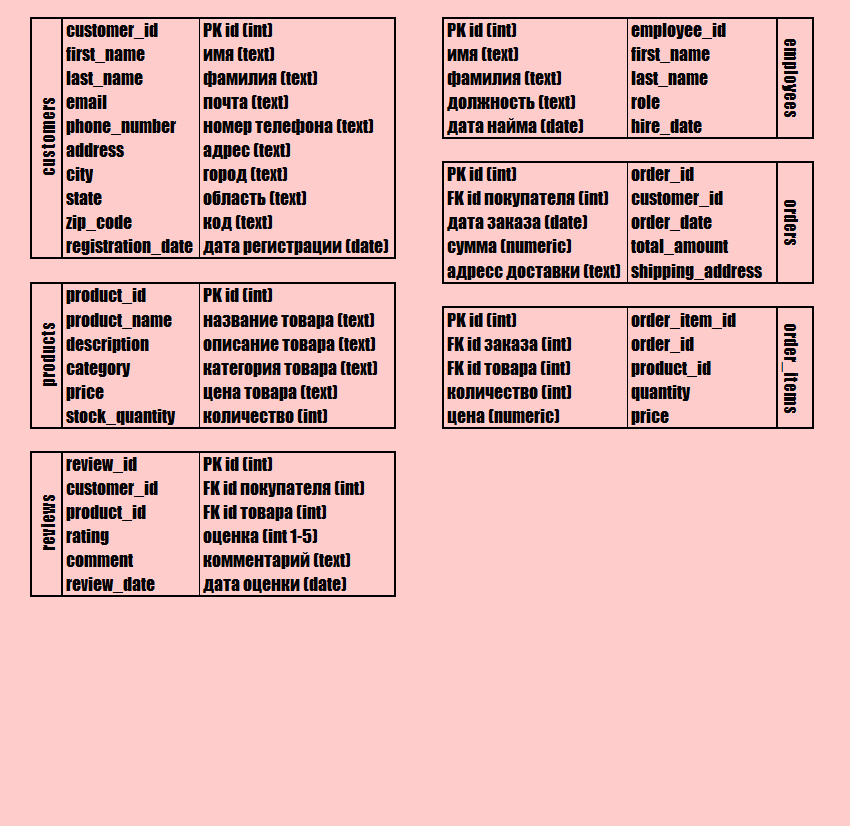 customers
customer_id PK id (int)
first_name имя (text)
last_name фамилия (text)
email почта (text)
phone_number номер телефона (text)
address адрес (text)
city город (text)
state область (text)
zip_code код (text)
registration_date дата регистрации (date)
products
product_id PK id (int)
product_name название товара (text)
description описание товара (text)
category категория товара (text)
price цена товара (text)
stock_quantity количество (int)
reviews
review_id PK id (int)
customer_id FK id покупателя (int)
product_id FK id товара (int)
rating оценка (int 1-5)
comment комментарий (text)
review_date дата оценки (date)
PK id (int) employee_id
имя (text) first_name
фамилия (text) last_name
должность (text) role
дата найма (date) hire_date
employees
PK id (int) order_id
FK id покупателя (int) customer_id
дата заказа (date) order_date
сумма (numeric) total_amount
адресс доставки (text) shipping_address
orders
PK id (int) order_item_id
FK id заказа (int) order_id
FK id товара (int) product_id
количество (int) quantity
цена (numeric) price
order_items